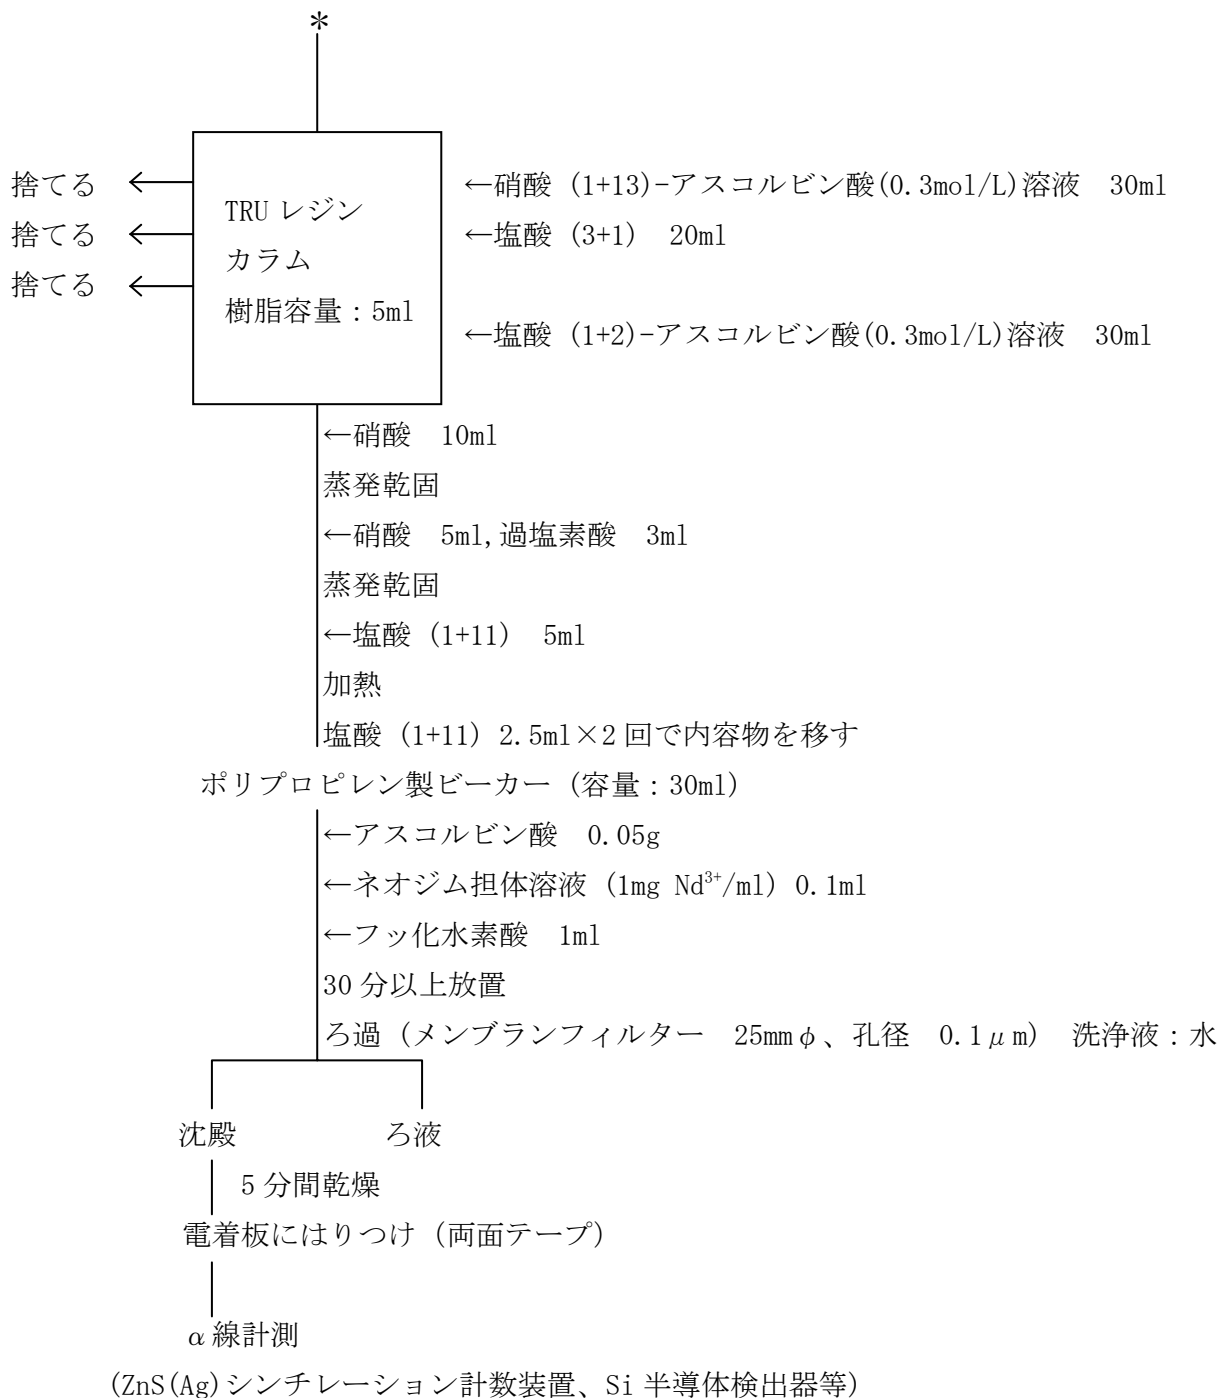 *
捨てる ← ←硝酸 (1+13)-アスコルビン酸(0.3mol/L)溶液 30ml
TRU レジン
捨てる ← ←塩酸 (3+1) 20ml
カラム
捨てる ←
樹脂容量：5ml
←塩酸 (1+2)-アスコルビン酸(0.3mol/L)溶液 30ml
←硝酸 10ml
蒸発乾固
←硝酸 5ml,過塩素酸 3ml
蒸発乾固
←塩酸 (1+11) 5ml
加熱
塩酸 (1+11) 2.5ml×2 回で内容物を移す
ポリプロピレン製ビーカー (容量：30ml)
←アスコルビン酸 0.05g
←ネオジム担体溶液 (1mg Nd³⁺/ml) 0.1ml
←フッ化水素酸 1ml
30 分以上放置
ろ過 (メンブランフィルター 25mmφ、孔径 0.1μm) 洗浄液：水
沈殿 ろ液
5 分間乾燥
電着板にはりつけ (両面テープ)
α線計測
(ZnS(Ag)シンチレーション計数装置、Si 半導体検出器等)